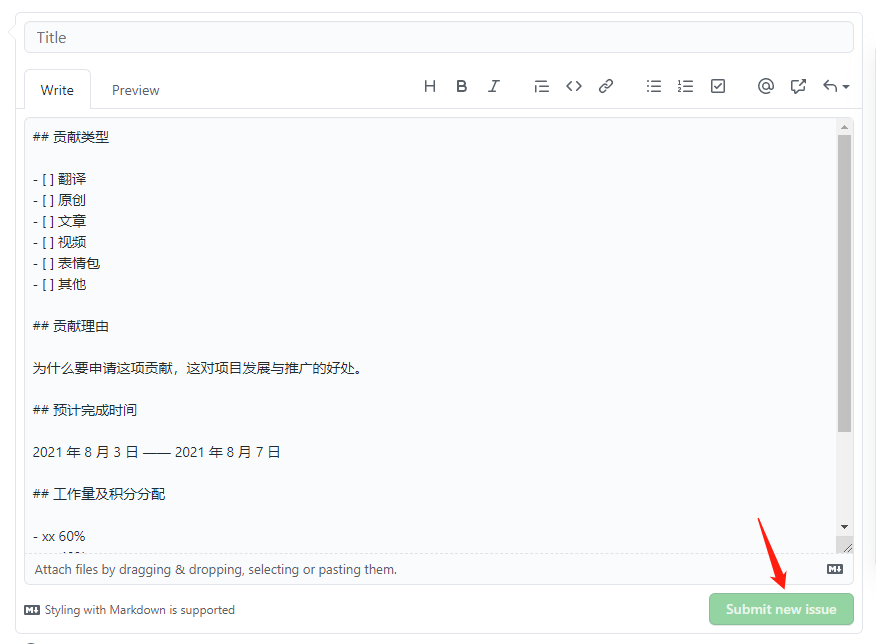 Title
Write
Preview
## 贡献类型
- [ ] 翻译
- [ ] 原创
- [ ] 文章
- [ ] 视频
- [ ] 表情包
- [ ] 其他
## 贡献理由
为什么要申请这项贡献，这对项目发展与推广的好处。
## 预计完成时间
2021 年 8 月 3 日 —— 2021 年 8 月 7 日
## 工作量及积分分配
- xx 60%
Attach files by dragging & dropping, selecting or pasting them.
Styling with Markdown is supported
Submit new issue